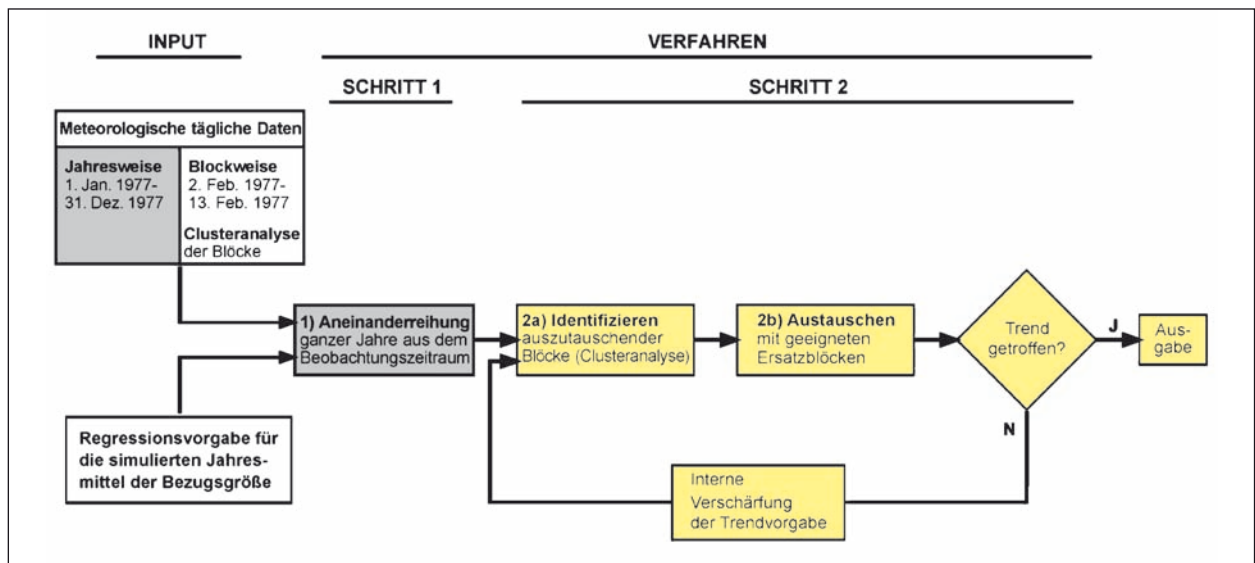 INPUT
VERFAHREN
SCHRITT 1
SCHRITT 2
Meteorologische tägliche Daten
Jahresweise
1. Jan. 1977-
31. Dez. 1977
Blockweise
2. Feb. 1977-
13. Feb. 1977
Clusteranalyse
der Blöcke
1) Aneinanderreihung
ganzer Jahre aus dem
Beobachtungszeitraum
2a) Identifizieren
auszutauschender
Blöcke (Clusteranalyse)
2b) Austauschen
mit geeigneten
Ersatzblöcken
Trend
getroffen?
J
Aus-
gabe
N
Regressionsvorgabe für
die simulierten Jahres-
mittel der Bezugsgröße
Interne
Verschärfung
der Trendvorgabe